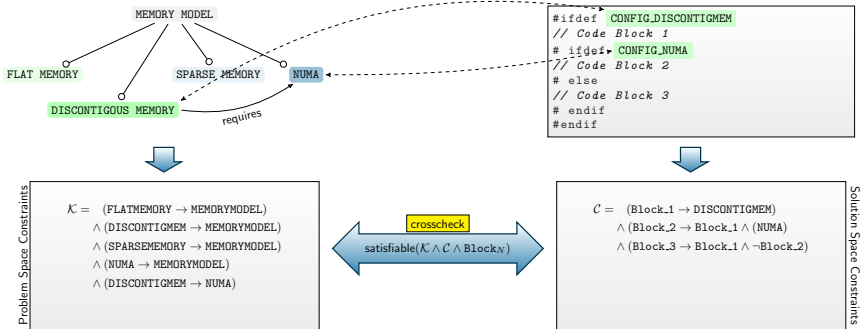 MEMORY MODEL
FLAT MEMORY
SPARSE MEMORY
NUMA
DISCONTIGOUS MEMORY
requires
#ifdef CONFIG_DISCONTIGMEM
// Code Block 1
# ifdef CONFIG_NUMA
// Code Block 2
# else
// Code Block 3
# endif
#endif
Problem Space Constraints
𝒦 = (FLATMEMORY → MEMORYMODEL)
∧ (DISCONTIGMEM → MEMORYMODEL)
∧ (SPARSEMEMORY → MEMORYMODEL)
∧ (NUMA → MEMORYMODEL)
∧ (DISCONTIGMEM → NUMA)
crosscheck
satisfiable(𝒦 ∧ 𝒞 ∧ Block_N)
𝒞 = (Block_1 → DISCONTIGMEM)
∧ (Block_2 → Block_1 ∧ (NUMA)
∧ (Block_3 → Block_1 ∧ ¬Block_2)
Solution Space Constraints